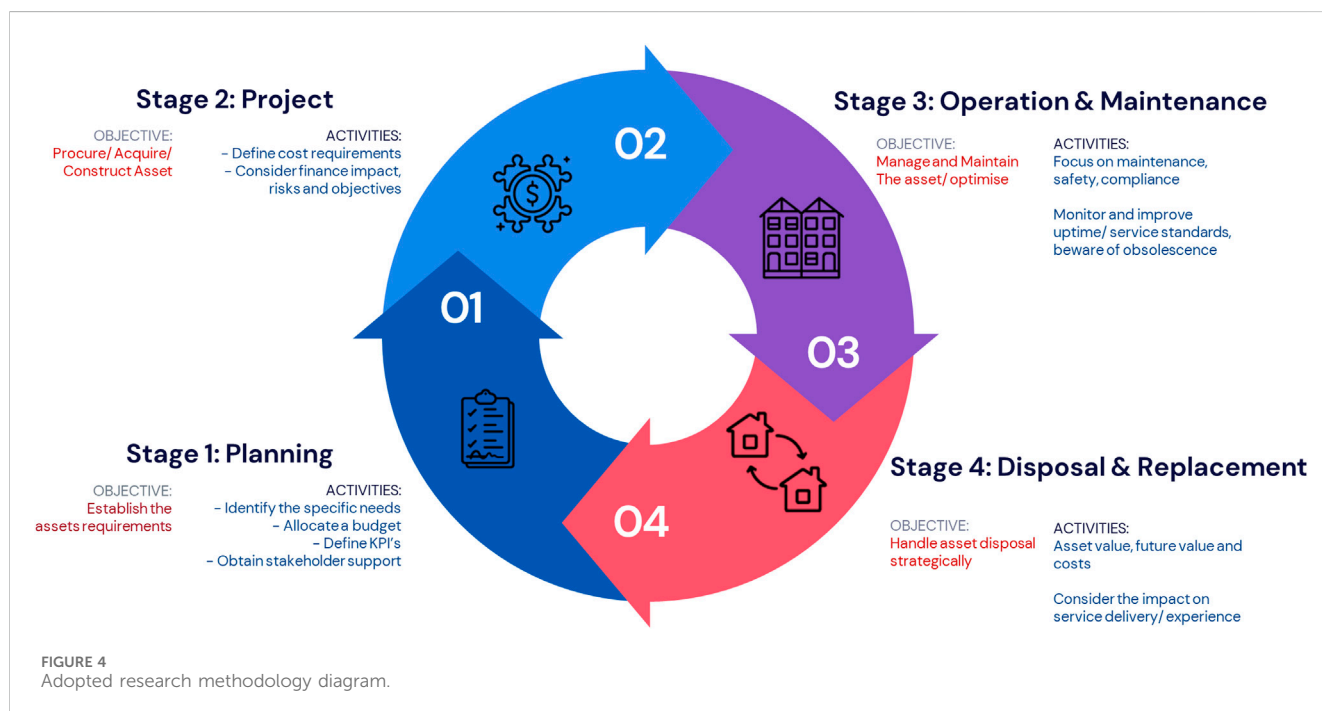 Stage 2: Project
OBJECTIVE:
Procure/ Acquire/
Construct Asset
ACTIVITIES:
– Define cost requirements
– Consider finance impact,
risks and objectives
02
$
Stage 3: Operation & Maintenance
OBJECTIVE:
Manage and Maintain
The asset/ optimise
ACTIVITIES:
Focus on maintenance,
safety, compliance
Monitor and improve
uptime/ service standards,
beware of obsolescence
01
03
Stage 1: Planning
OBJECTIVE:
Establish the
assets requirements
ACTIVITIES:
– Identify the specific needs
– Allocate a budget
– Define KPI's
– Obtain stakeholder support
04
Stage 4: Disposal & Replacement
OBJECTIVE:
Handle asset disposal
strategically
ACTIVITIES:
Asset value, future value and
costs
Consider the impact on
service delivery/ experience
FIGURE 4
Adopted research methodology diagram.